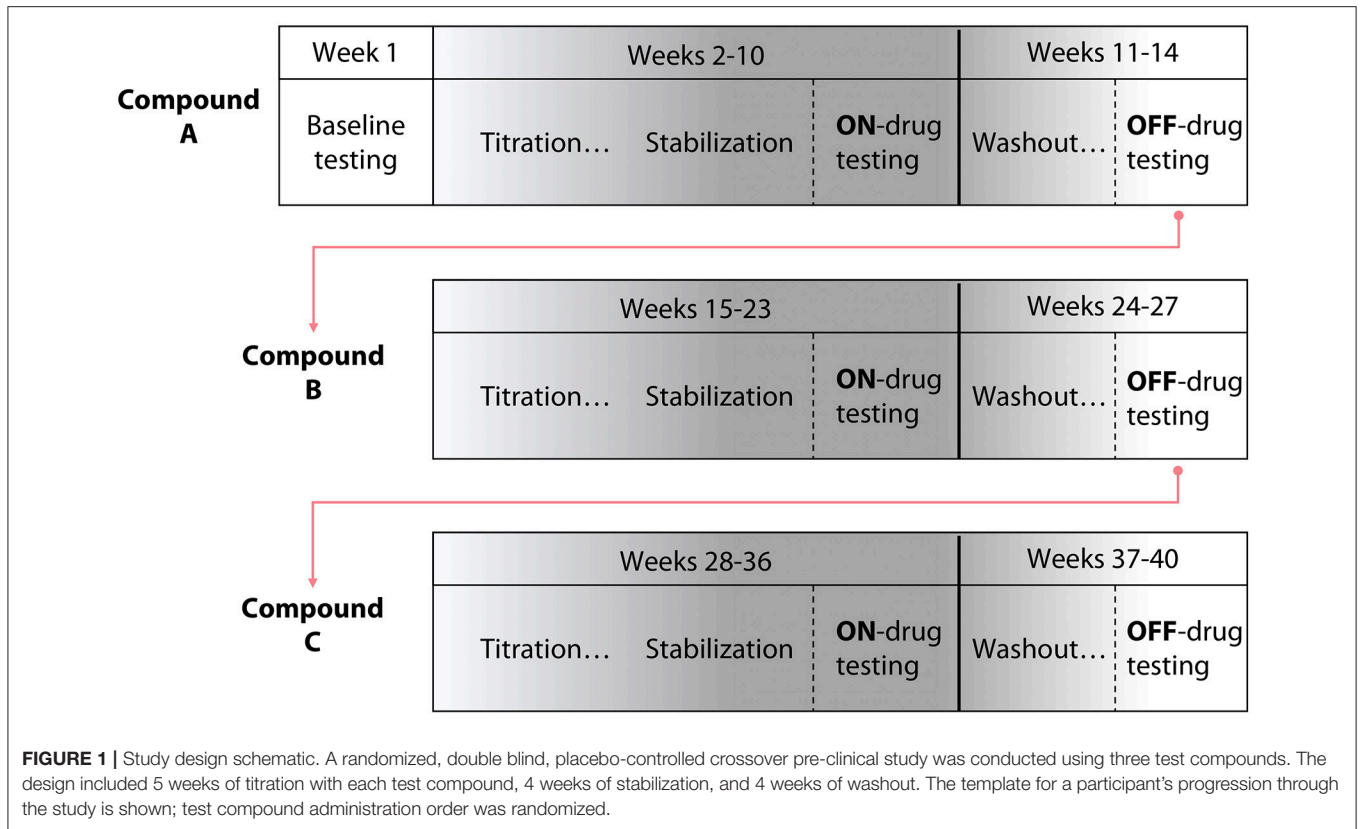 Week 1
Weeks 2-10
Weeks 11-14
Compound
A
Baseline
testing
Titration…
Stabilization
ON-drug
testing
Washout…
OFF-drug
testing
Weeks 15-23
Weeks 24-27
Compound
B
Titration…
Stabilization
ON-drug
testing
Washout…
OFF-drug
testing
Weeks 28-36
Weeks 37-40
Compound
C
Titration…
Stabilization
ON-drug
testing
Washout…
OFF-drug
testing
FIGURE 1 | Study design schematic. A randomized, double blind, placebo-controlled crossover pre-clinical study was conducted using three test compounds. The
design included 5 weeks of titration with each test compound, 4 weeks of stabilization, and 4 weeks of washout. The template for a participant's progression through
the study is shown; test compound administration order was randomized.